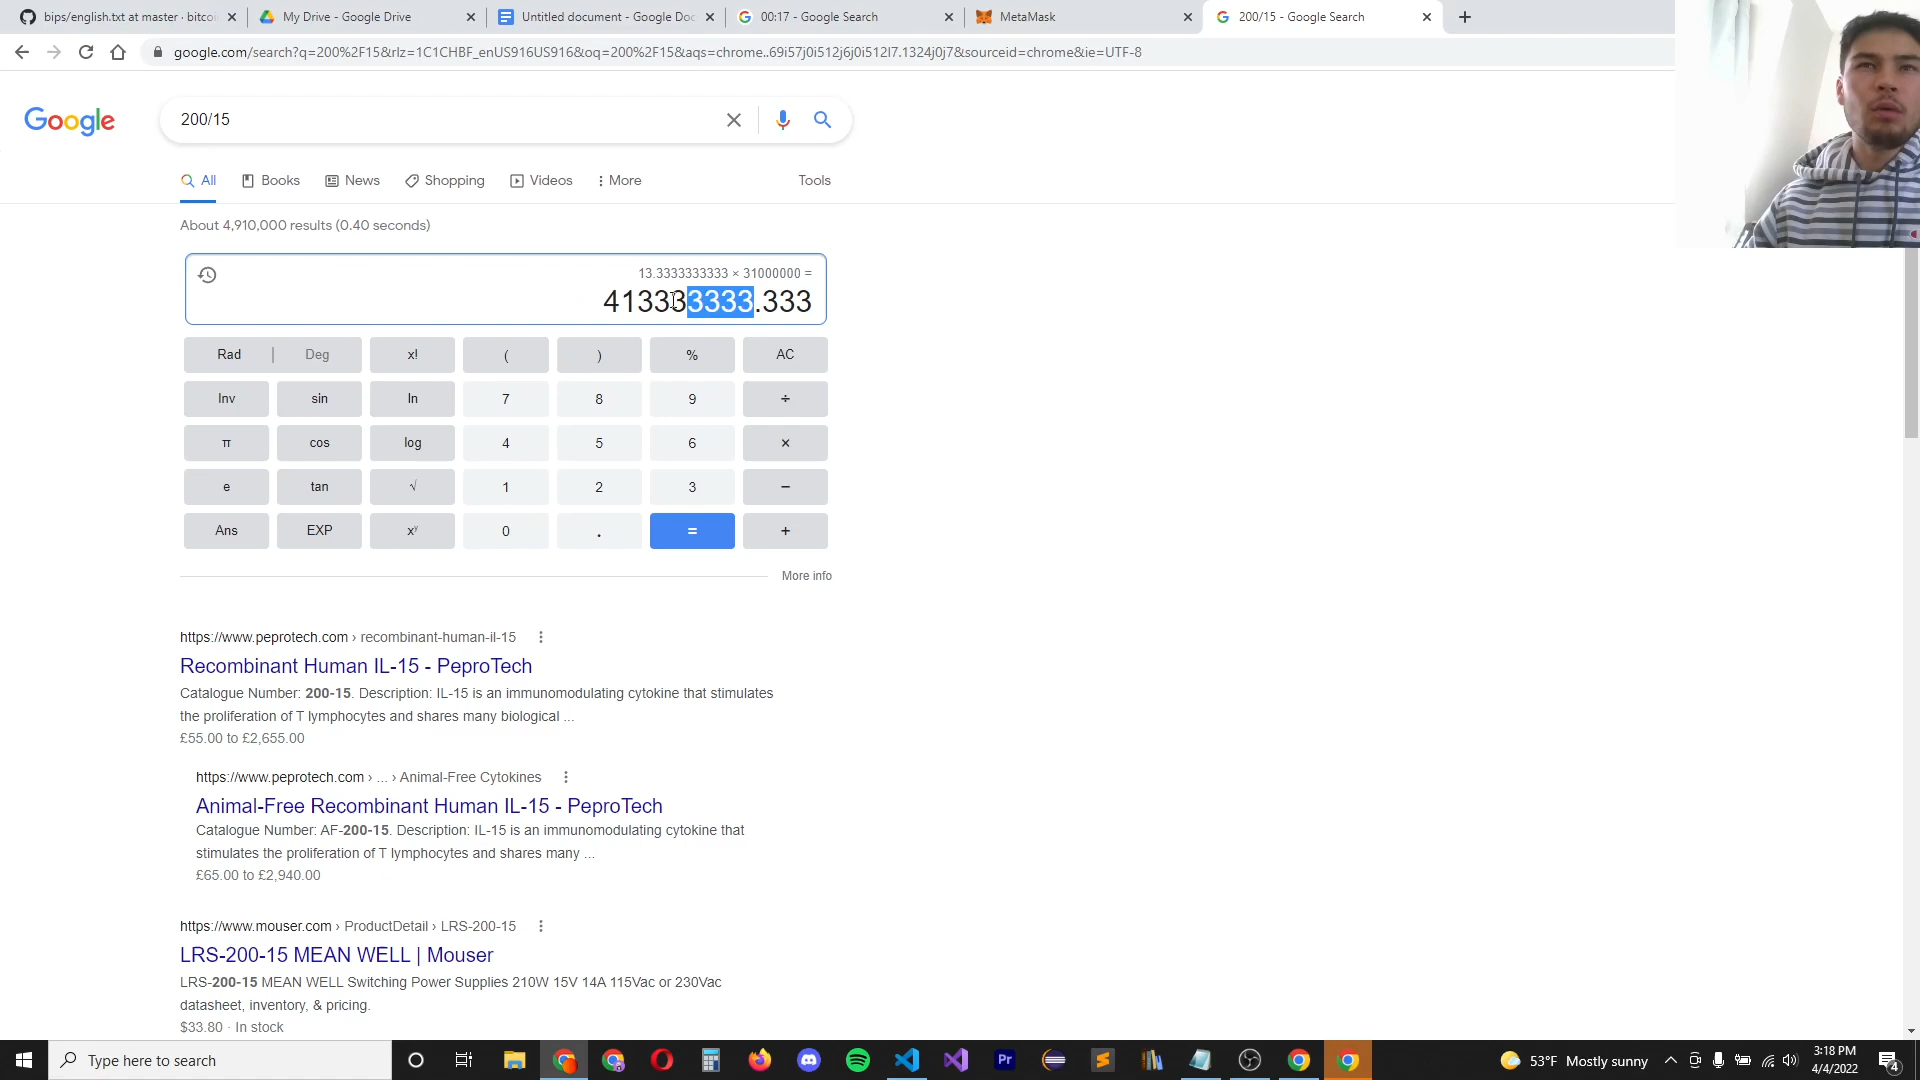 bips/english.txt at master · bitcoi
My Drive - Google Drive
Untitled document - Google Doc
00:17 - Google Search
MetaMask
200/15 - Google Search
google.com/search?q=200%2F15&rlz=1C1CHBF_enUS916US916&oq=200%2F15&aqs=chrome..69i57j0i512j6j0i512l7.1324j0j7&sourceid=chrome&ie=UTF-8
Google
200/15
All
Books
News
Shopping
Videos
More
Tools
About 4,910,000 results (0.40 seconds)
13.3333333333 × 31000000 =
413333333.333
Rad | Deg x! ( ) % AC
Inv sin ln 7 8 9 ÷
π cos log 4 5 6 ×
e tan √ 1 2 3 −
Ans EXP xʸ 0 . = +
More info
https://www.peprotech.com › recombinant-human-il-15
Recombinant Human IL-15 - PeproTech
Catalogue Number: 200-15. Description: IL-15 is an immunomodulating cytokine that stimulates
the proliferation of T lymphocytes and shares many biological ...
£55.00 to £2,655.00
https://www.peprotech.com › ... › Animal-Free Cytokines
Animal-Free Recombinant Human IL-15 - PeproTech
Catalogue Number: AF-200-15. Description: IL-15 is an immunomodulating cytokine that
stimulates the proliferation of T lymphocytes and shares many ...
£65.00 to £2,940.00
https://www.mouser.com › ProductDetail › LRS-200-15
LRS-200-15 MEAN WELL | Mouser
LRS-200-15 MEAN WELL Switching Power Supplies 210W 15V 14A 115Vac or 230Vac
datasheet, inventory, & pricing.
$33.80 · In stock
Type here to search
Pr
53°F Mostly sunny
3:18 PM
4/4/2022
4